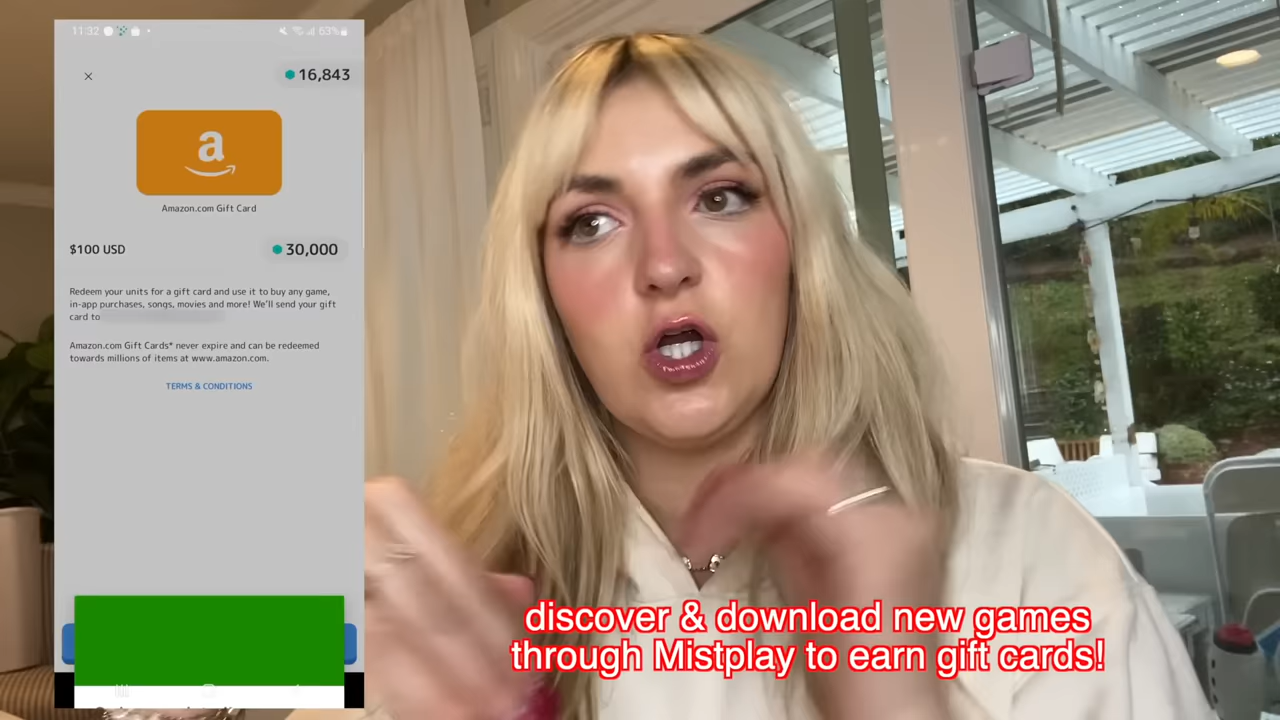 11:32
63%
16,843
a
Amazon.com Gift Card
$100 USD
30,000
Redeem your units for a gift card and use it to buy any game,
in-app purchases, songs, movies and more! We'll send your gift
card to
Amazon.com Gift Cards* never expire and can be redeemed
towards millions of items at www.amazon.com.
TERMS & CONDITIONS
discover & download new games
through Mistplay to earn gift cards!